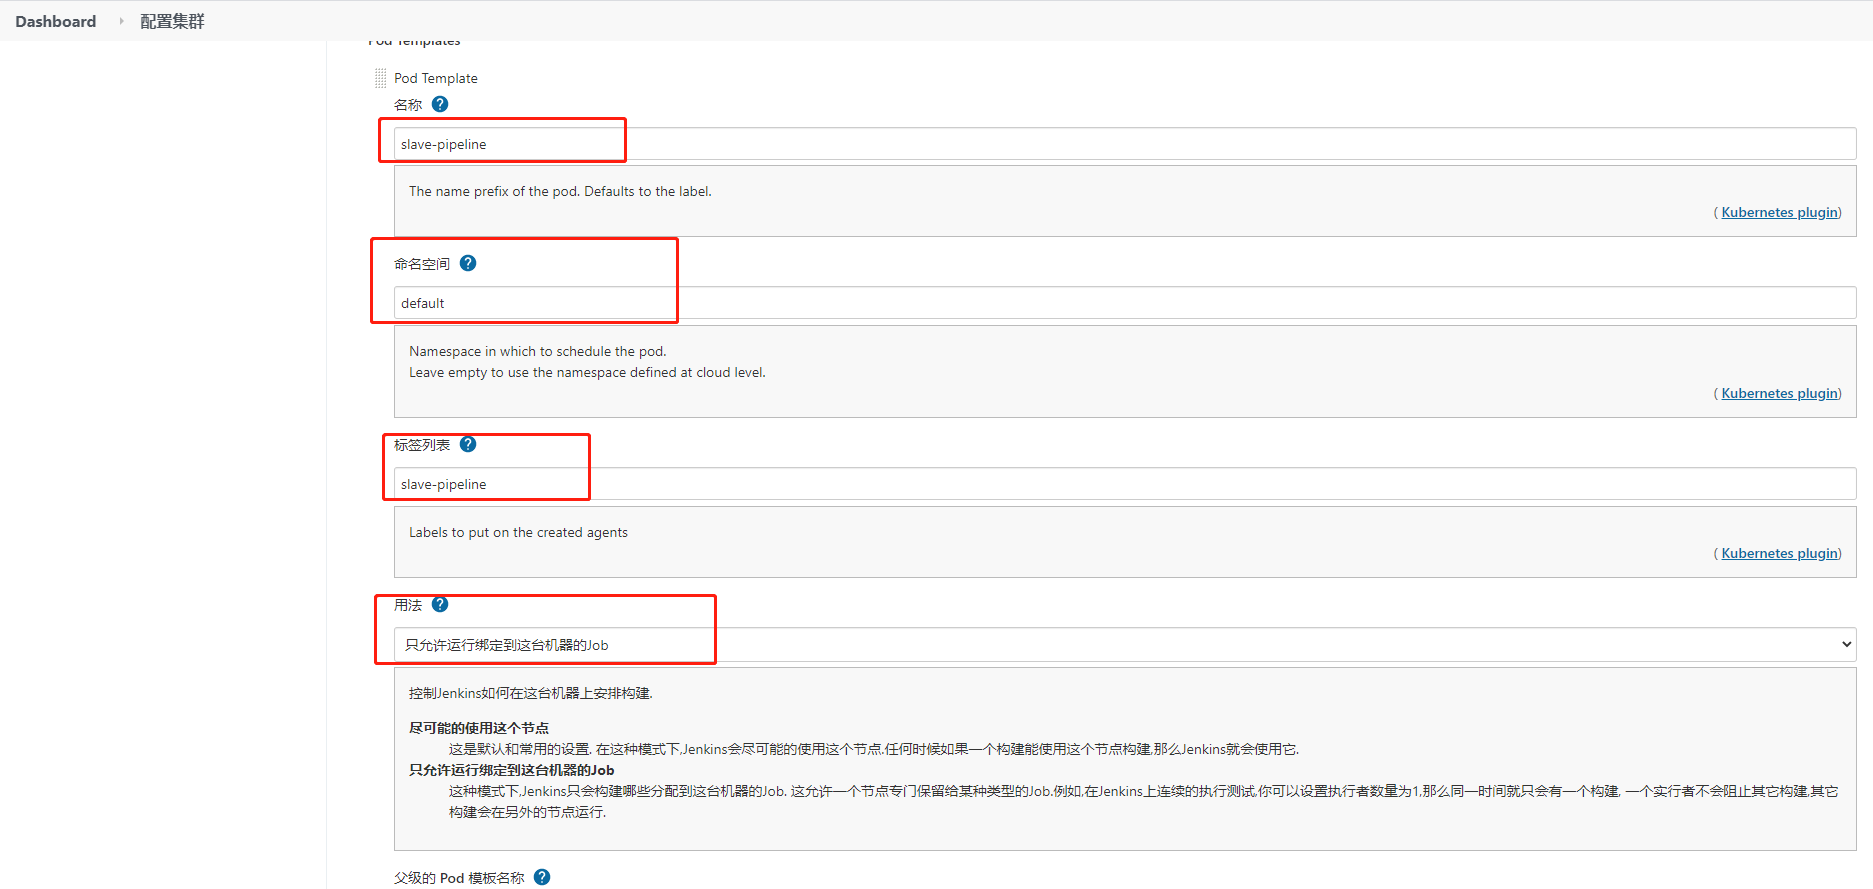 Dashboard
配置集群
Pod Templates
Pod Template
名称 ?
slave-pipeline
The name prefix of the pod. Defaults to the label.
( Kubernetes plugin)
命名空间 ?
default
Namespace in which to schedule the pod.
Leave empty to use the namespace defined at cloud level.
( Kubernetes plugin)
标签列表 ?
slave-pipeline
Labels to put on the created agents
( Kubernetes plugin)
用法 ?
只允许运行绑定到这台机器的Job
控制Jenkins如何在这台机器上安排构建.
尽可能的使用这个节点
这是默认和常用的设置. 在这种模式下,Jenkins会尽可能的使用这个节点.任何时候如果一个构建能使用这个节点构建,那么Jenkins就会使用它.
只允许运行绑定到这台机器的Job
这种模式下,Jenkins只会构建哪些分配到这台机器的Job. 这允许一个节点专门保留给某种类型的Job.例如,在Jenkins上连续的执行测试,你可以设置执行者数量为1,那么同一时间就只会有一个构建, 一个实行者不会阻止其它构建,其它
构建会在另外的节点运行.
父级的 Pod 模板名称 ?